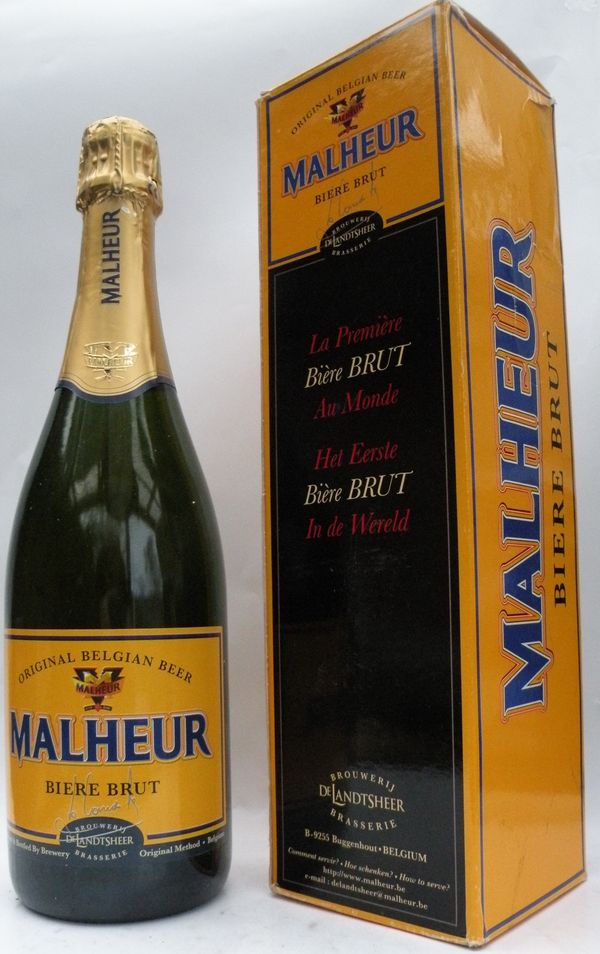 MALHEUR
MALHEUR
ORIGINAL BELGIAN BEER
MALHEUR
MALHEUR
BIERE BRUT
BROUWERIJ
DE LANDTSHEER
BRASSERIE
Bottled By Brewery
Original Method • Belgium
ORIGINAL BELGIAN BEER
MALHEUR
MALHEUR
BIERE BRUT
BROUWERIJ
DE LANDTSHEER
BRASSERIE
La Première
Bière BRUT
Au Monde
Het Eerste
Bière BRUT
In de Wereld
BROUWERIJ
DE LANDTSHEER
BRASSERIE
B-9255 Buggenhout • BELGIUM
Comment servir? • Hoe schenken? • How to serve?
http://www.malheur.be
e-mail : delandtsheer@malheur.be
MALHEUR
BIERE BRUT